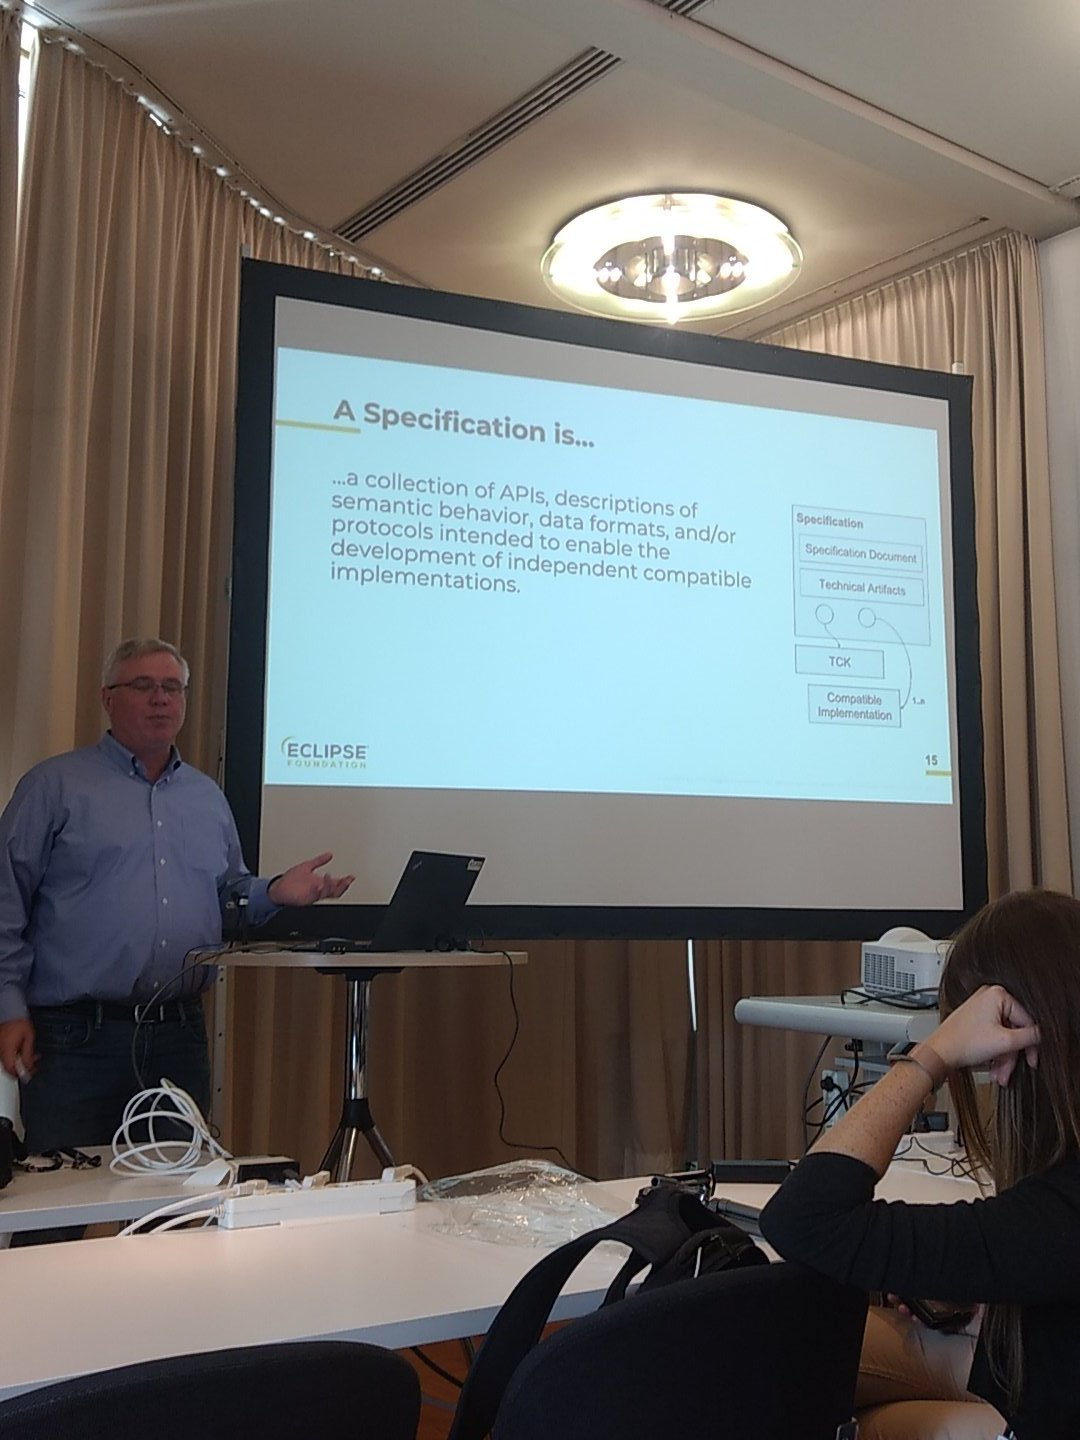 A Specification is...
...a collection of APIs, descriptions of
semantic behavior, data formats, and/or
protocols intended to enable the
development of independent compatible
implementations.
Specification
Specification Document
Technical Artifacts
TCK
Compatible
Implementation
1..n
ECLIPSE
FOUNDATION
15